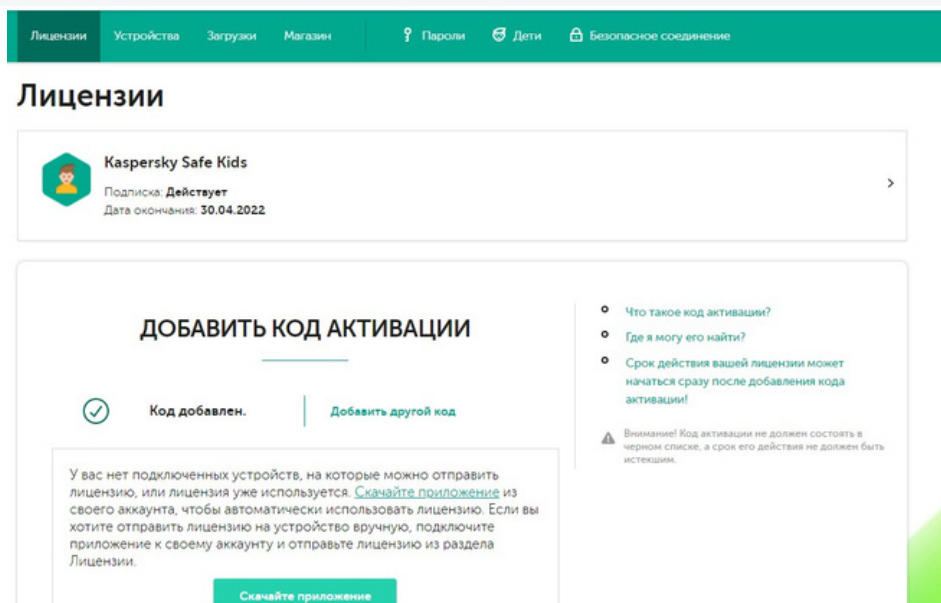 Лицензии Устройства Загрузки Магазин Пароли Дети Безопасное соединение
Лицензии
Kaspersky Safe Kids
Подписка: Действует
Дата окончания: 30.04.2022
ДОБАВИТЬ КОД АКТИВАЦИИ
Код добавлен.
Добавить другой код
У вас нет подключенных устройств, на которые можно отправить
лицензию, или лицензия уже используется. Скачайте приложение из
своего аккаунта, чтобы автоматически использовать лицензию. Если вы
хотите отправить лицензию на устройство вручную, подключите
приложение к своему аккаунту и отправьте лицензию из раздела
Лицензии.
Скачайте приложение
Что такое код активации?
Где я могу его найти?
Срок действия вашей лицензии может
начаться сразу после добавления кода
активации!
Внимание! Код активации не должен состоять в
черном списке, а срок его действия не должен быть
истекшим.